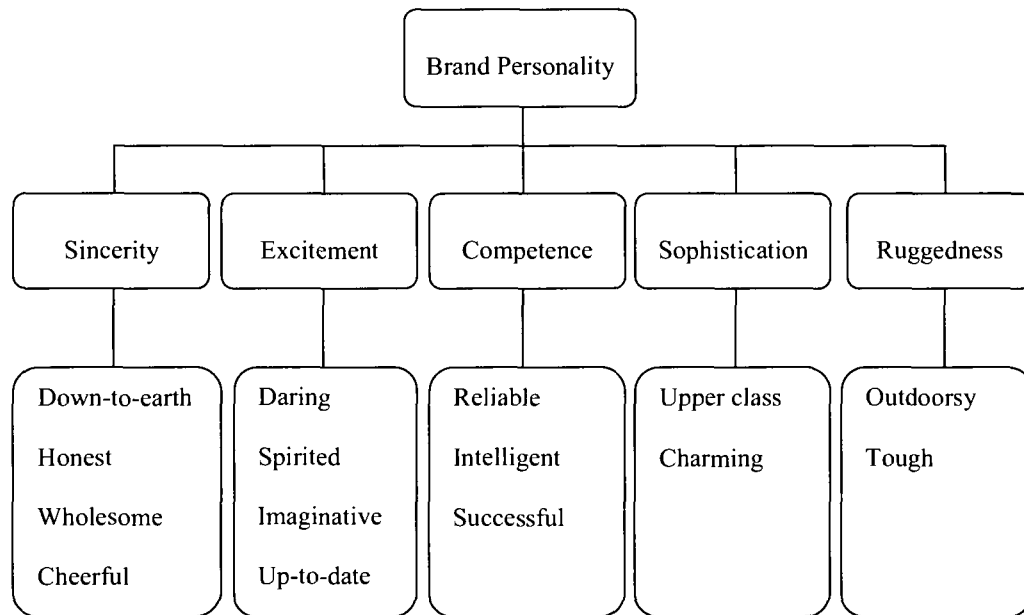 Brand Personality
Sincerity
Excitement
Competence
Sophistication
Ruggedness
Down-to-earth
Honest
Wholesome
Cheerful
Daring
Spirited
Imaginative
Up-to-date
Reliable
Intelligent
Successful
Upper class
Charming
Outdoorsy
Tough